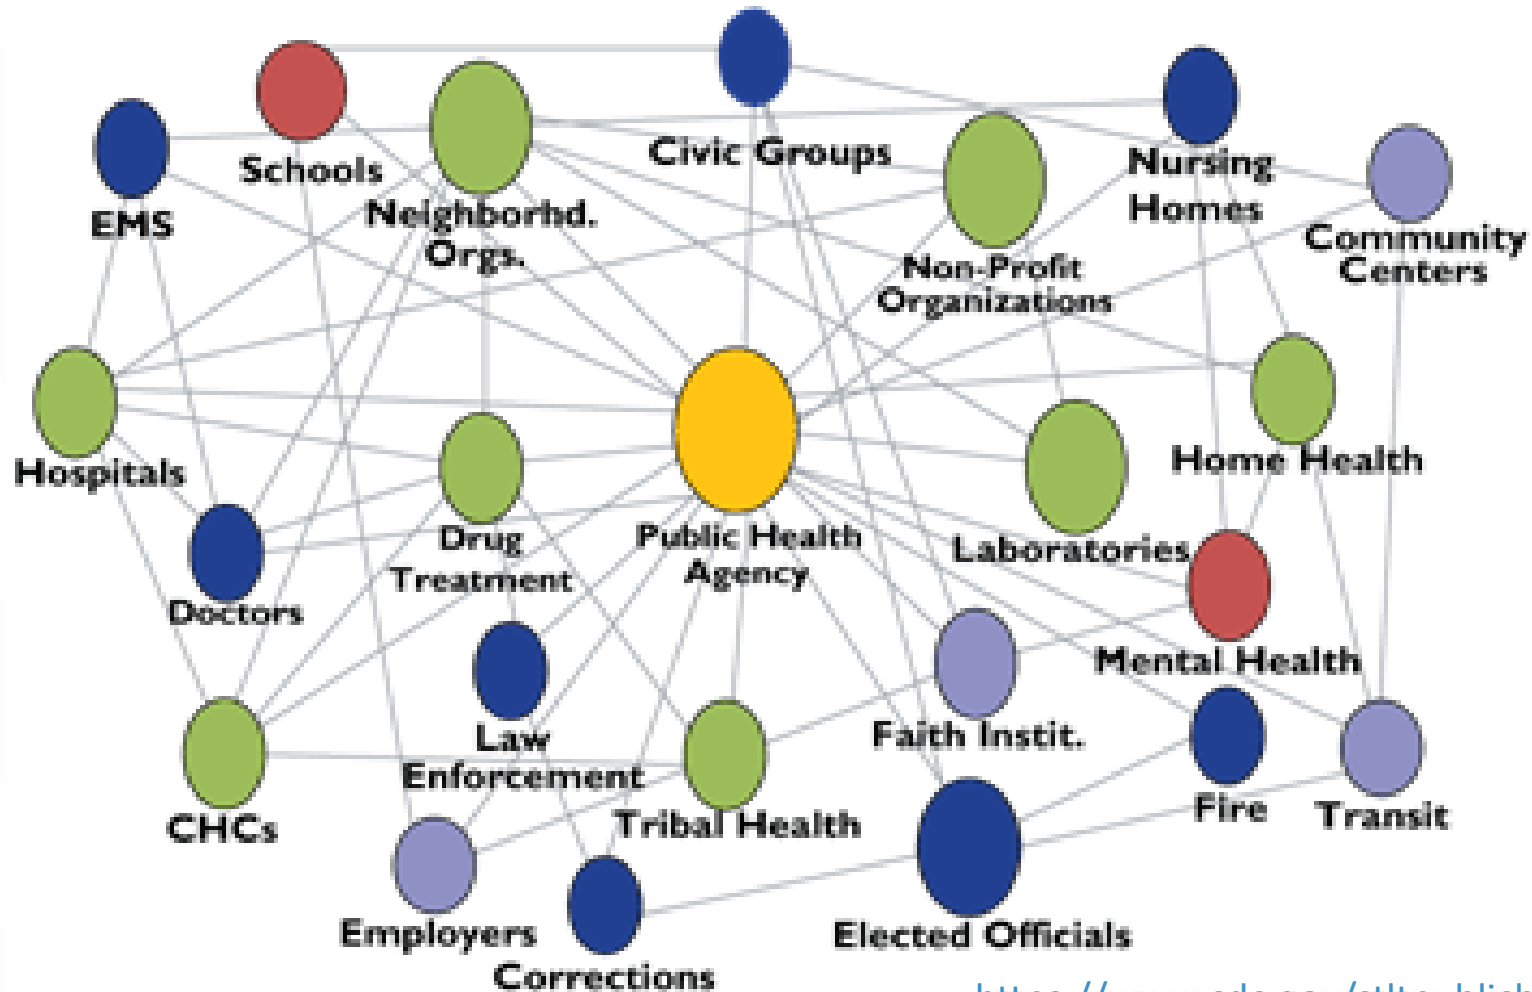 Schools
EMS
Neighborhd.
Orgs.
Civic Groups
Nursing
Homes
Community
Centers
Non-Profit
Organizations
Hospitals
Drug
Treatment
Public Health
Agency
Laboratories
Home Health
Doctors
Law
Enforcement
Faith Instit.
Mental Health
CHCs
Tribal Health
Fire
Transit
Employers
Corrections
Elected Officials